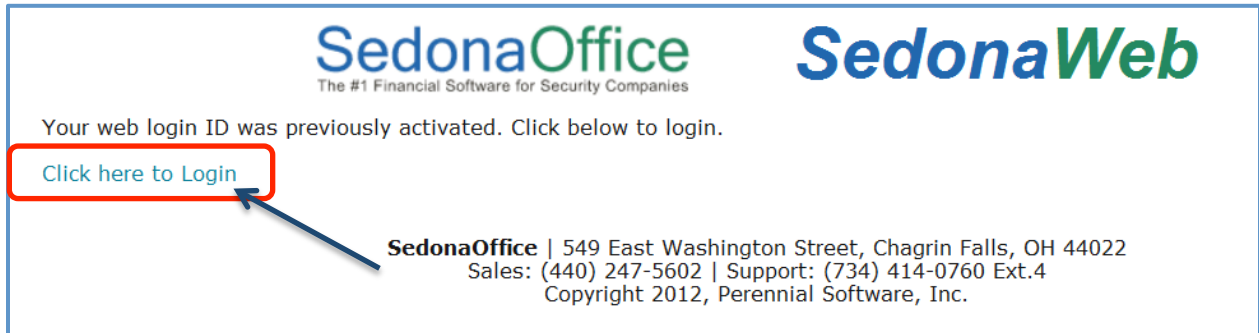 SedonaOffice
The #1 Financial Software for Security Companies
SedonaWeb
Your web login ID was previously activated. Click below to login.
Click here to Login
SedonaOffice | 549 East Washington Street, Chagrin Falls, OH 44022
Sales: (440) 247-5602 | Support: (734) 414-0760 Ext.4
Copyright 2012, Perennial Software, Inc.